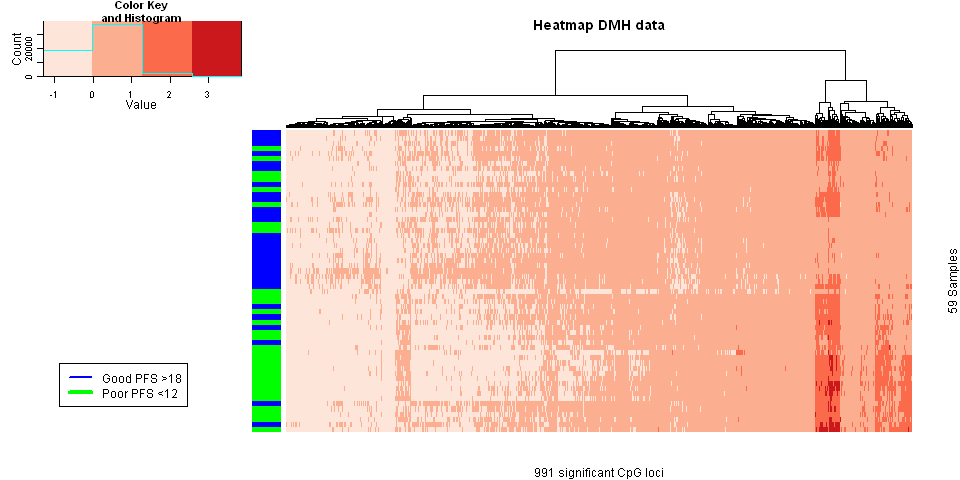 Color Key
and Histogram
Count
0
20000
-1
0
1
2
3
Value
Heatmap DMH data
59 Samples
Good PFS >18
Poor PFS <12
991 significant CpG loci